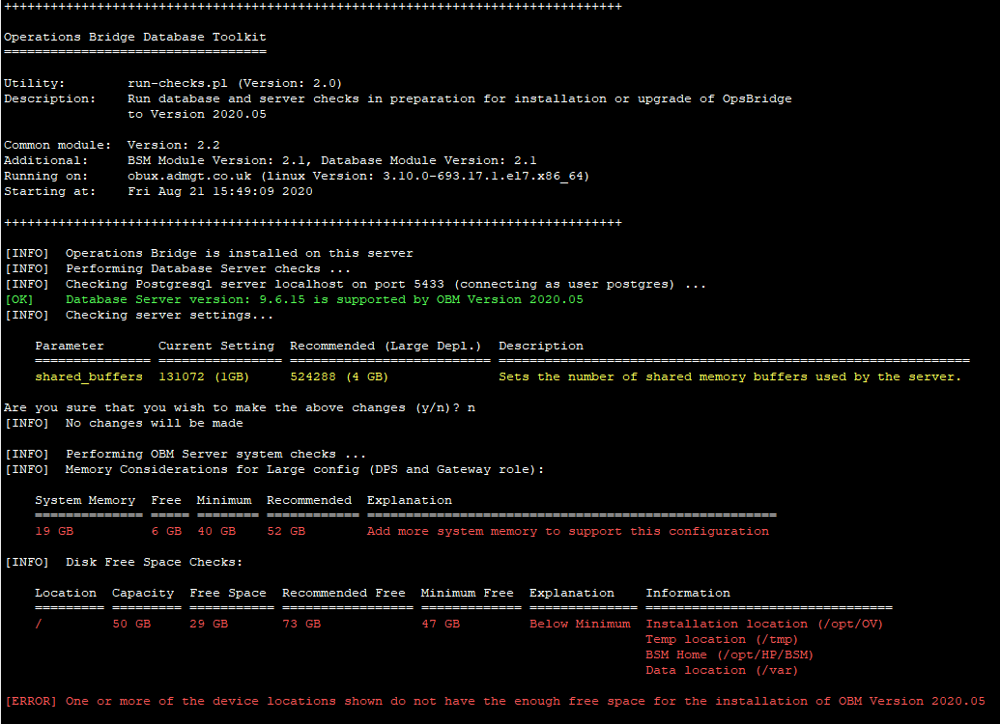 ++++++++++++++++++++++++++++++++++++++++++++++++++++++++++++++++++++++++++++++++
Operations Bridge Database Toolkit
==================================
Utility:        run-checks.pl (Version: 2.0)
Description:    Run database and server checks in preparation for installation or upgrade of OpsBridge
                to Version 2020.05
Common module:  Version: 2.2
Additional:     BSM Module Version: 2.1, Database Module Version: 2.1
Running on:     obux.admgt.co.uk (linux Version: 3.10.0-693.17.1.el7.x86_64)
Starting at:    Fri Aug 21 15:49:09 2020
++++++++++++++++++++++++++++++++++++++++++++++++++++++++++++++++++++++++++++++++
[INFO]  Operations Bridge is installed on this server
[INFO]  Performing Database Server checks ...
[INFO]  Checking Postgresql server localhost on port 5433 (connecting as user postgres) ...
[OK]    Database Server version: 9.6.15 is supported by OBM Version 2020.05
[INFO]  Checking server settings...
    Parameter       Current Setting  Recommended (Large Depl.)  Description
    =============== ================ ========================== =============================================================
    shared_buffers  131072 (1GB)     524288 (4 GB)              Sets the number of shared memory buffers used by the server.
Are you sure that you wish to make the above changes (y/n)? n
[INFO]  No changes will be made
[INFO]  Performing OBM Server system checks ...
[INFO]  Memory Considerations for Large config (DPS and Gateway role):
    System Memory  Free  Minimum  Recommended  Explanation
    ============== ===== ======== ============ =====================================================
    19 GB          6 GB  40 GB    52 GB        Add more system memory to support this configuration
[INFO]  Disk Free Space Checks:
    Location  Capacity  Free Space  Recommended Free  Minimum Free  Explanation    Information
    ========= ========= =========== ================= ============= ============== ================================
    /         50 GB     29 GB       73 GB             47 GB         Below Minimum  Installation location (/opt/OV)
                                                                                   Temp location (/tmp)
                                                                                   BSM Home (/opt/HP/BSM)
                                                                                   Data location (/var)
[ERROR] One or more of the device locations shown do not have the enough free space for the installation of OBM Version 2020.05